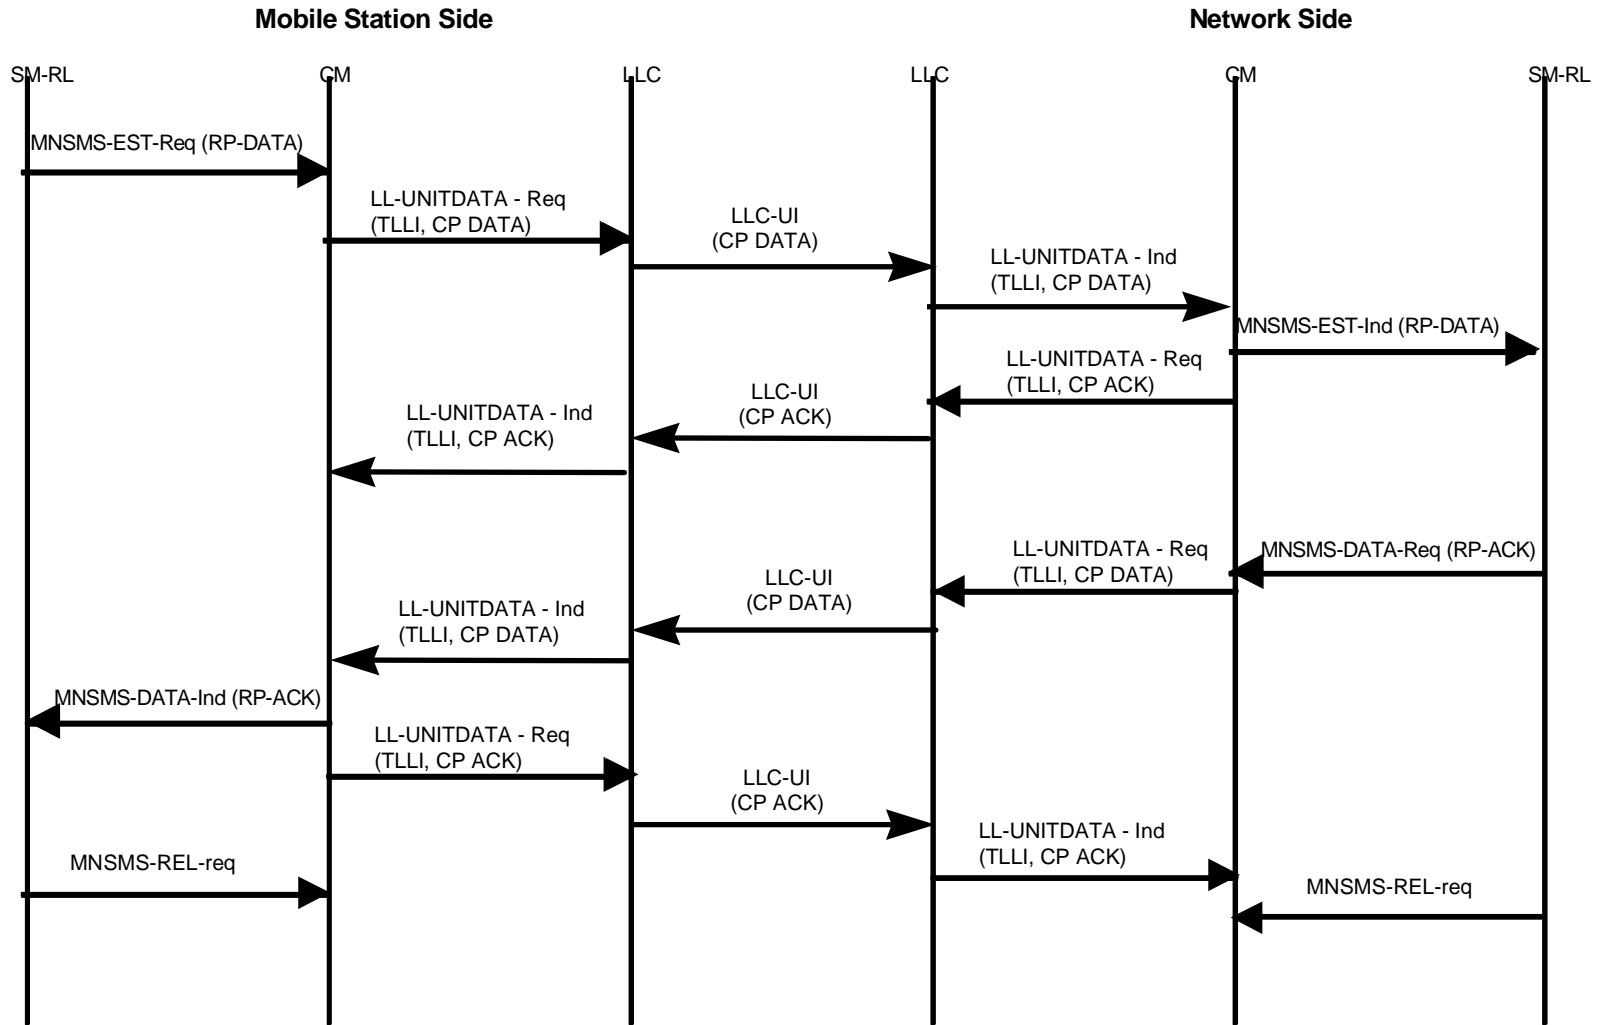 Mobile Station Side
Network Side
SM-RL
CM
LLC
LLC
CM
SM-RL
MNSMS-EST-Req (RP-DATA)
LL-UNITDATA - Req
(TLLI, CP DATA)
LLC-UI
(CP DATA)
LL-UNITDATA - Ind
(TLLI, CP DATA)
MNSMS-EST-Ind (RP-DATA)
LL-UNITDATA - Req
(TLLI, CP ACK)
LLC-UI
(CP ACK)
LL-UNITDATA - Ind
(TLLI, CP ACK)
MNSMS-DATA-Req (RP-ACK)
LL-UNITDATA - Req
(TLLI, CP DATA)
LLC-UI
(CP DATA)
LL-UNITDATA - Ind
(TLLI, CP DATA)
MNSMS-DATA-Ind (RP-ACK)
LL-UNITDATA - Req
(TLLI, CP ACK)
LLC-UI
(CP ACK)
LL-UNITDATA - Ind
(TLLI, CP ACK)
MNSMS-REL-req
MNSMS-REL-req